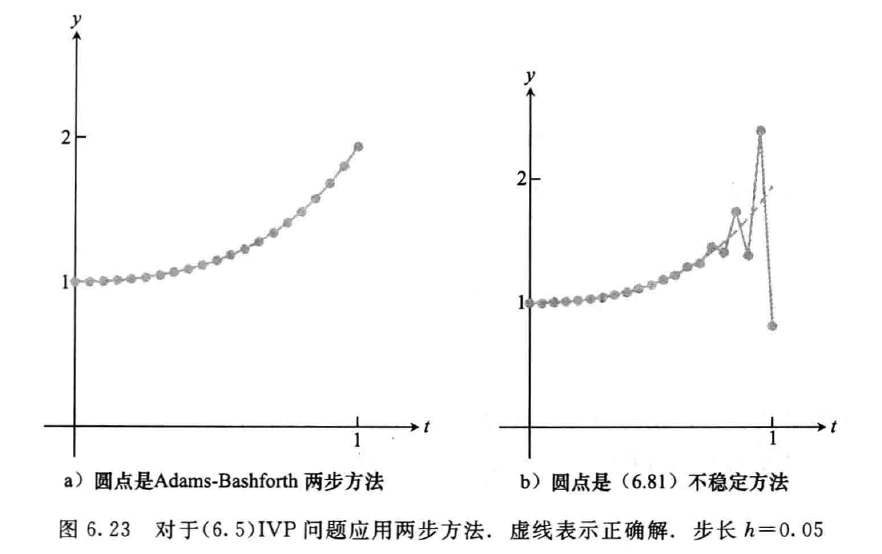 y
2
1
1
t
a）圆点是Adams-Bashforth 两步方法
y
2
1
1
t
b）圆点是（6.81）不稳定方法
图 6.23　对于(6.5)IVP 问题应用两步方法．虚线表示正确解．步长 h=0.05